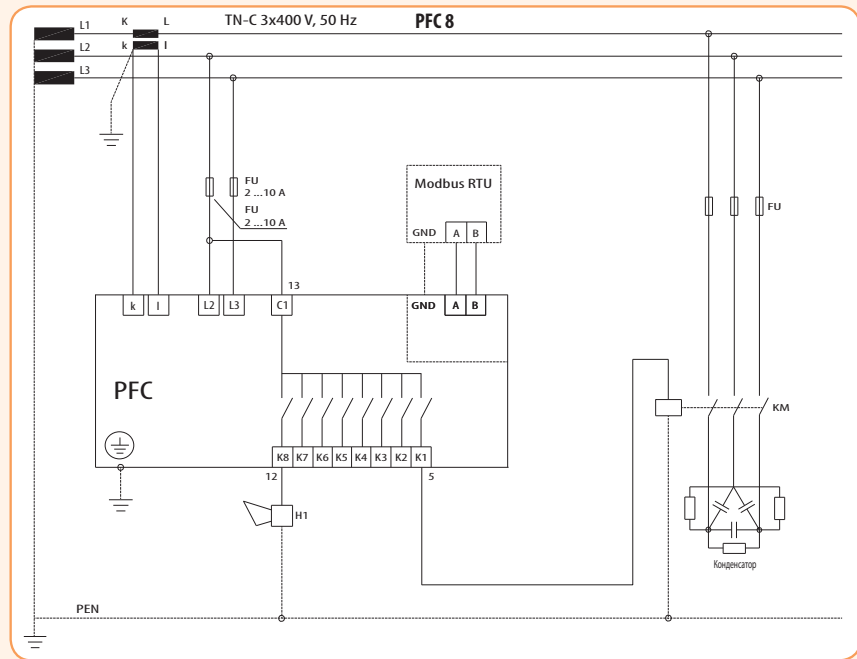 TN-C 3x400 V, 50 Hz
PFC 8
L1
K
L
L2
k
l
L3
FU
2 ...10 A
FU
2 ...10 A
Modbus RTU
GND
A
B
FU
13
k
l
L2
L3
C1
GND
A
B
PFC
KM
K8
K7
K6
K5
K4
K3
K2
K1
12
5
H1
Конденсатор
PEN